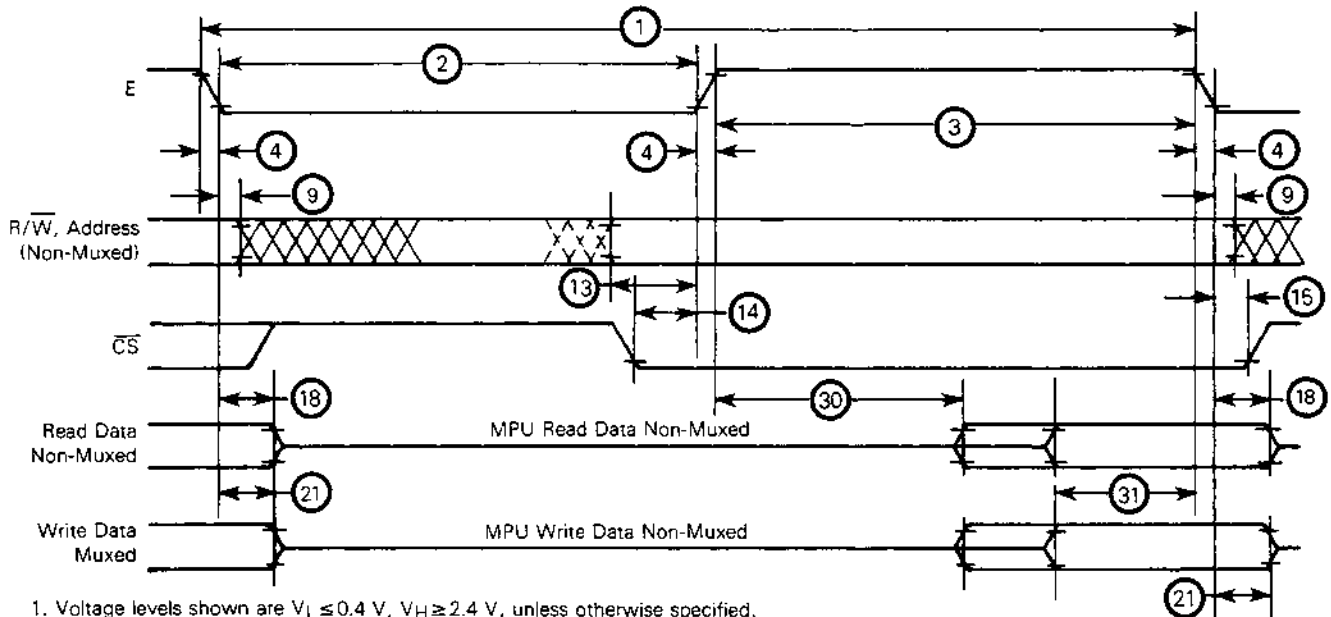 1
2
E
3
4
4
4
9
9
R/W̅, Address
(Non-Muxed)
13
14
15
C̅S̅
18
30
18
Read Data
Non-Muxed
MPU Read Data Non-Muxed
21
31
Write Data
Muxed
MPU Write Data Non-Muxed
21
1. Voltage levels shown are VL ≤0.4 V, VH≥2.4 V, unless otherwise specified.